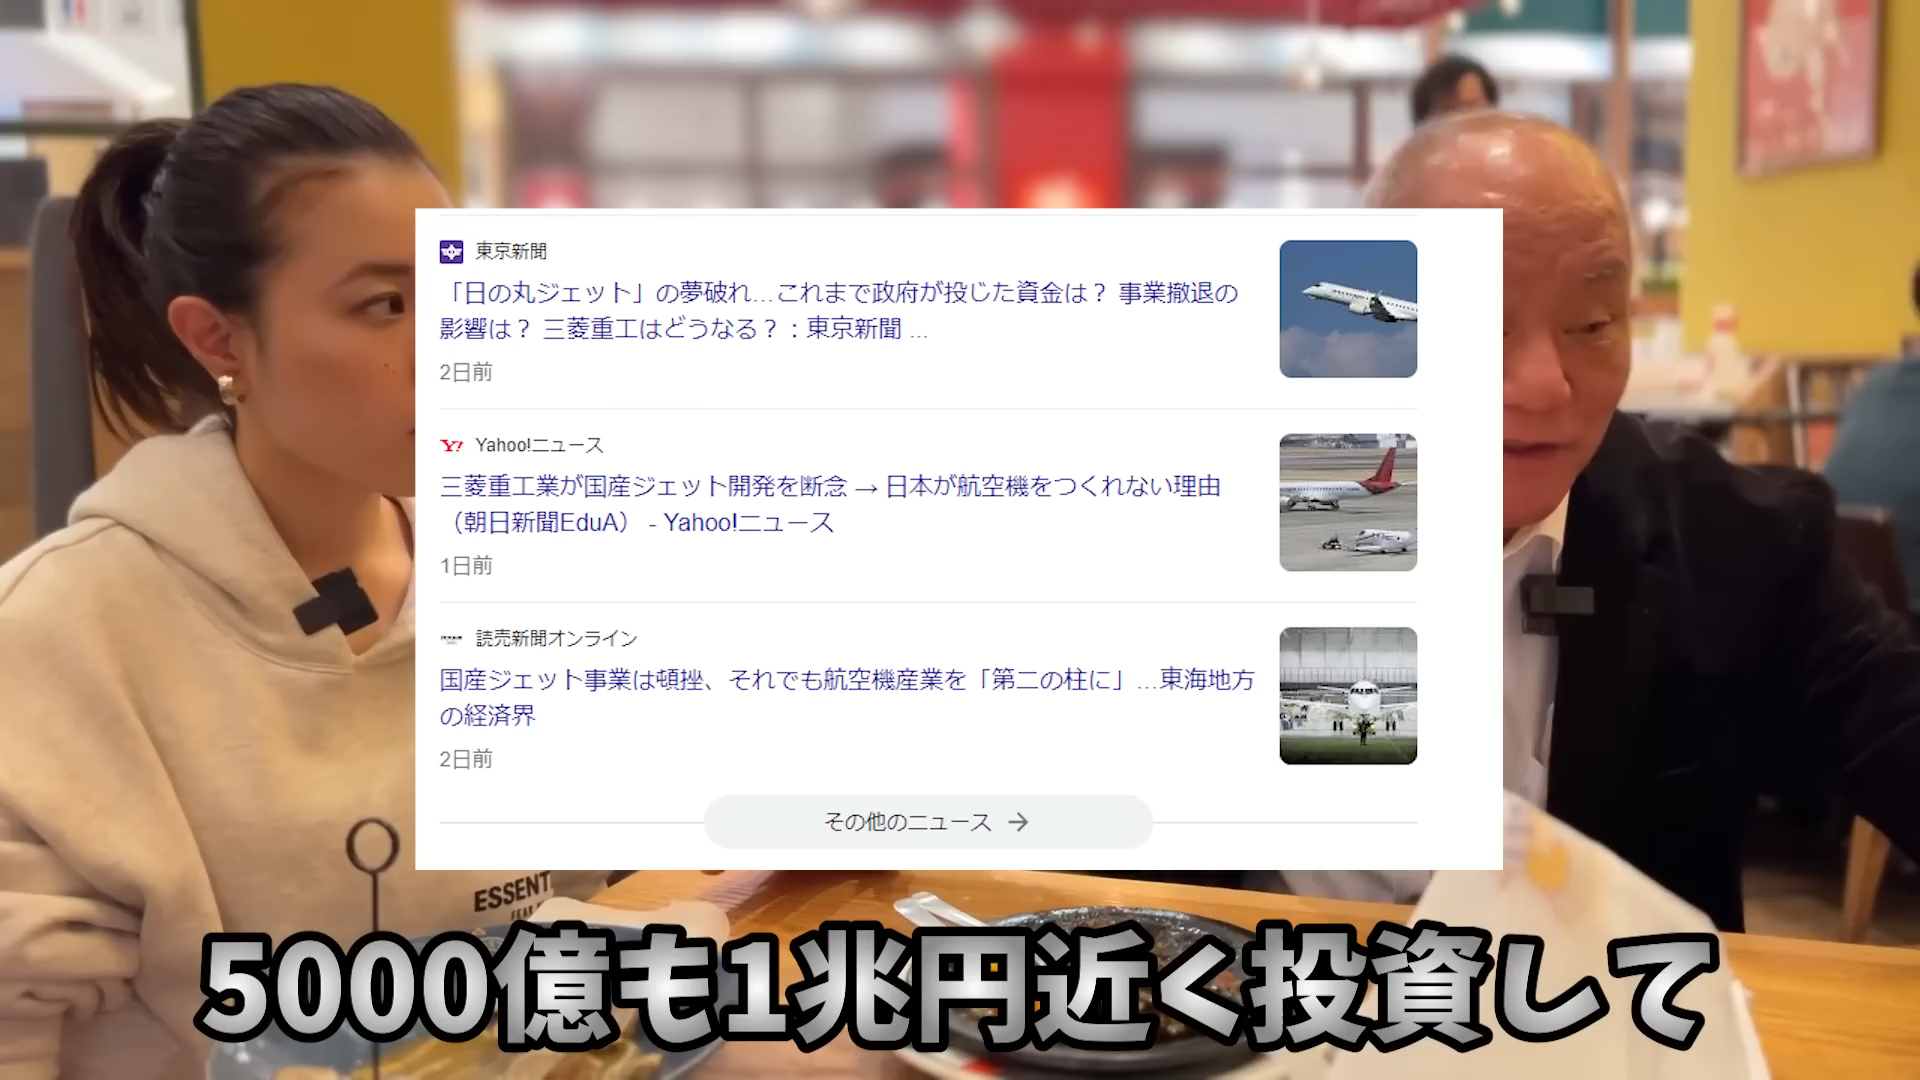 東京新聞
「日の丸ジェット」の夢破れ…これまで政府が投じた資金は？ 事業撤退の
影響は？ 三菱重工はどうなる？：東京新聞 ...
2日前
Yahoo!ニュース
三菱重工業が国産ジェット開発を断念 → 日本が航空機をつくれない理由
（朝日新聞EduA） - Yahoo!ニュース
1日前
読売新聞オンライン
国産ジェット事業は頓挫、それでも航空機産業を「第二の柱に」…東海地方
の経済界
2日前
その他のニュース →
ESSENT
5000億も1兆円近く投資して